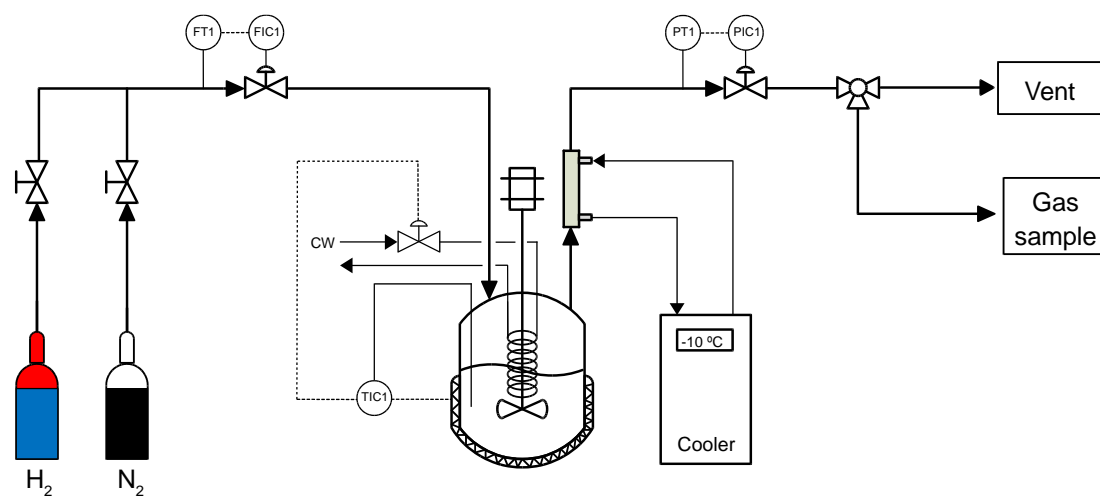 FT1
FIC1
PT1
PIC1
Vent
Gas
sample
CW
-10 ºC
TIC1
Cooler
H₂
N₂